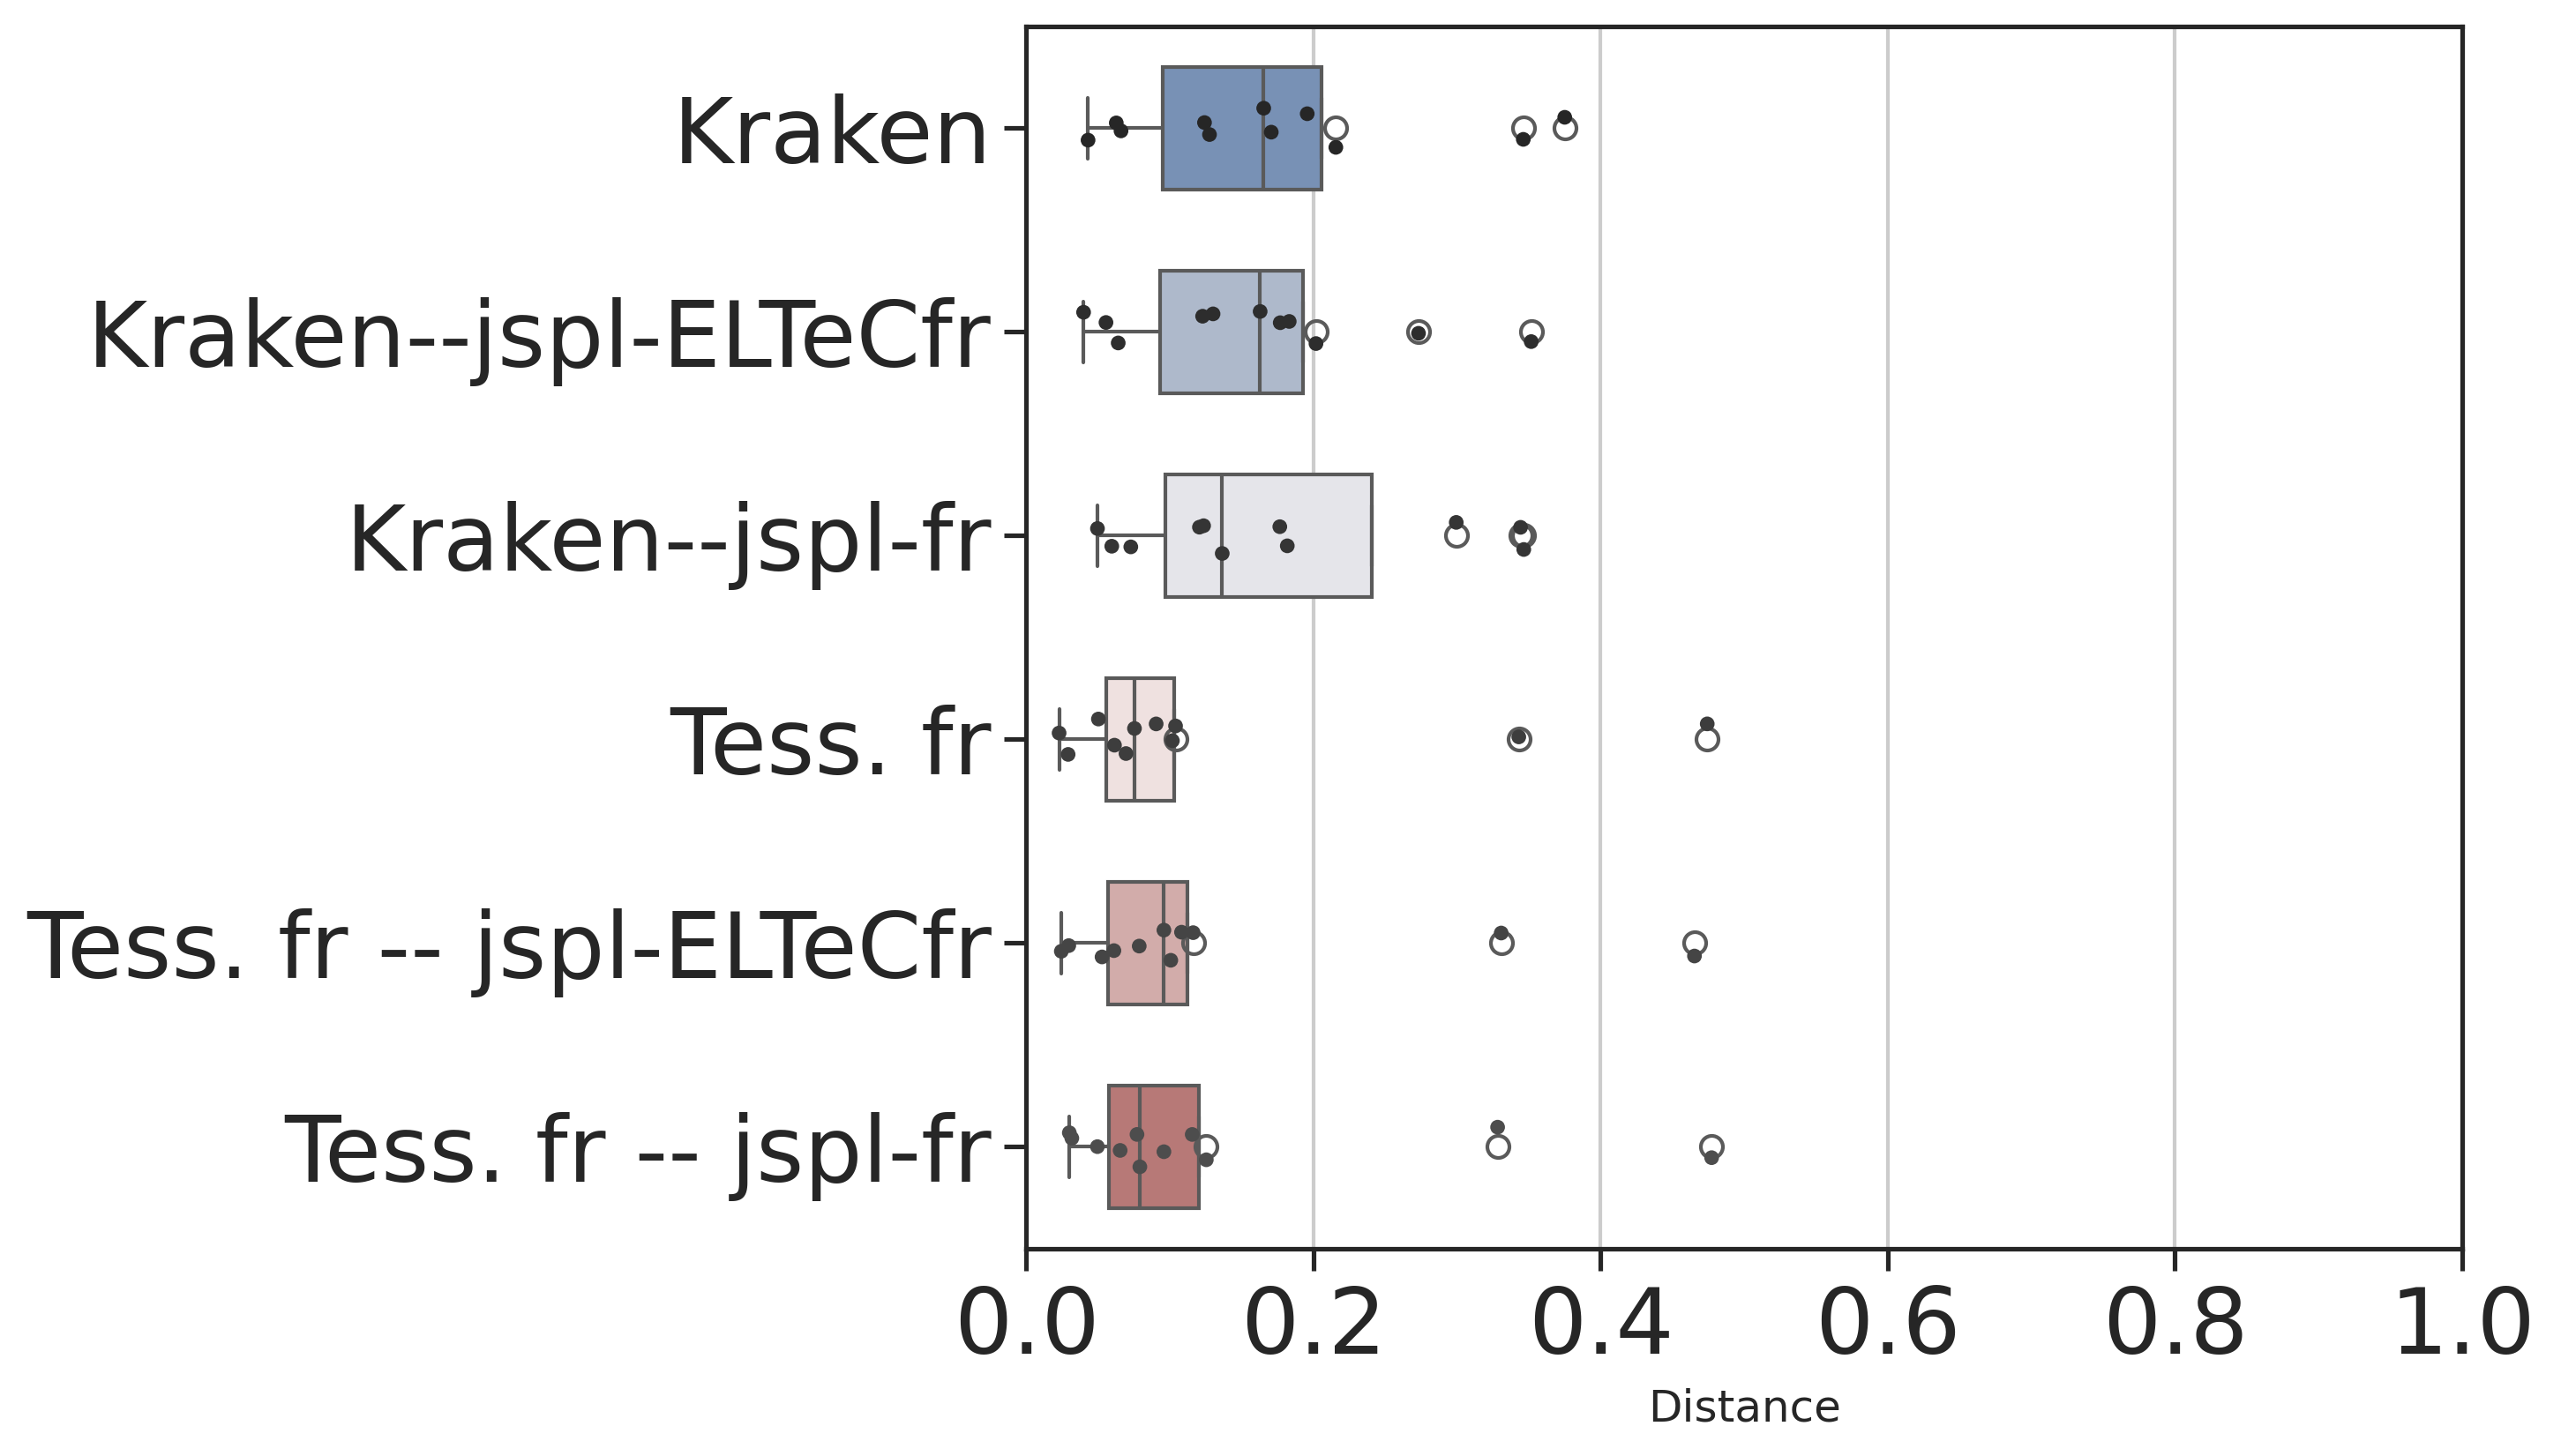 Kraken
Kraken--jspl-ELTeCfr
Kraken--jspl-fr
Tess. fr
Tess. fr -- jspl-ELTeCfr
Tess. fr -- jspl-fr
0.0 0.2 0.4 0.6 0.8 1.0
Distance